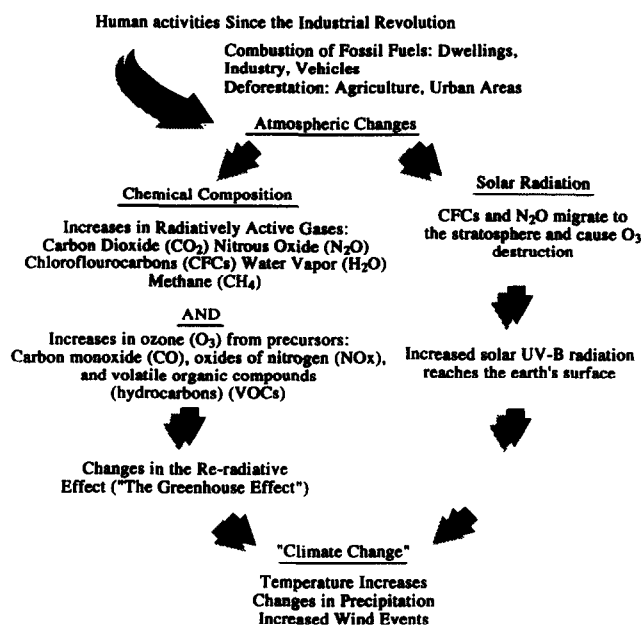 Human activities Since the Industrial Revolution
Combustion of Fossil Fuels: Dwellings,
Industry, Vehicles
Deforestation: Agriculture, Urban Areas
Atmospheric Changes
Chemical Composition
Increases in Radiatively Active Gases:
Carbon Dioxide (CO₂) Nitrous Oxide (N₂O)
Chloroflourocarbons (CFCs) Water Vapor (H₂O)
Methane (CH₄)
AND
Increases in ozone (O₃) from precursors:
Carbon monoxide (CO), oxides of nitrogen (NOx),
and volatile organic compounds
(hydrocarbons) (VOCs)
Changes in the Re-radiative
Effect ("The Greenhouse Effect")
Solar Radiation
CFCs and N₂O migrate to
the stratosphere and cause O₃
destruction
Increased solar UV-B radiation
reaches the earth's surface
"Climate Change"
Temperature Increases
Changes in Precipitation
Increased Wind Events